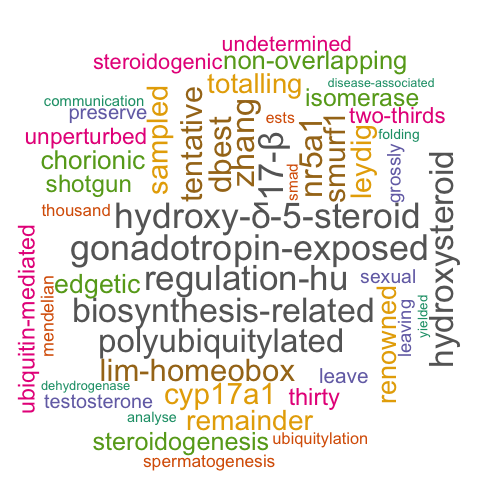 undetermined
steroidogenic
non-overlapping
totalling
disease-associated
communication
preserve
sampled
tentative
dbest
zhang
ests
17-β
smad
nr5a1
smurf1
isomerase
leydig
two-thirds
folding
unperturbed
chorionic
shotgun
grossly
thousand
hydroxy-δ-5-steroid
hydroxysteroid
gonadotropin-exposed
ubiquitin-mediated
mendelian
edgetic
regulation-hu
sexual
biosynthesis-related
renowned
leaving
yielded
polyubiquitylated
lim-homeobox
leave
dehydrogenase
testosterone
cyp17a1
thirty
analyse
remainder
steroidogenesis
ubiquitylation
spermatogenesis